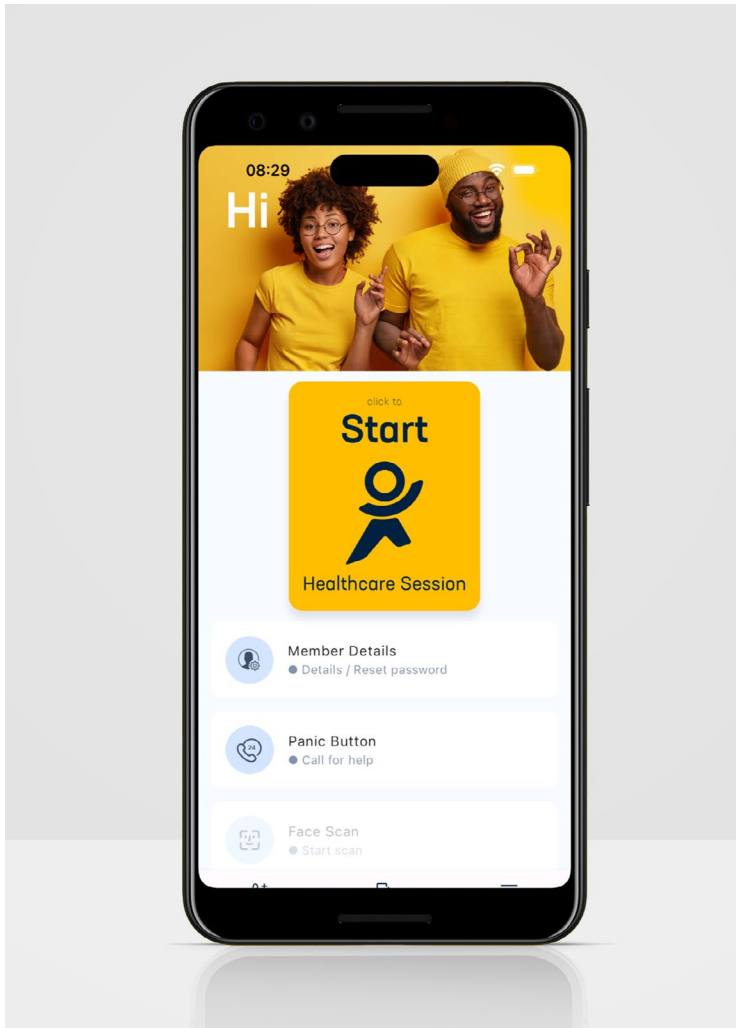 08:29
Hi
click to
Start
Healthcare Session
Member Details
Details / Reset password
24
Panic Button
Call for help
Face Scan
Start scan